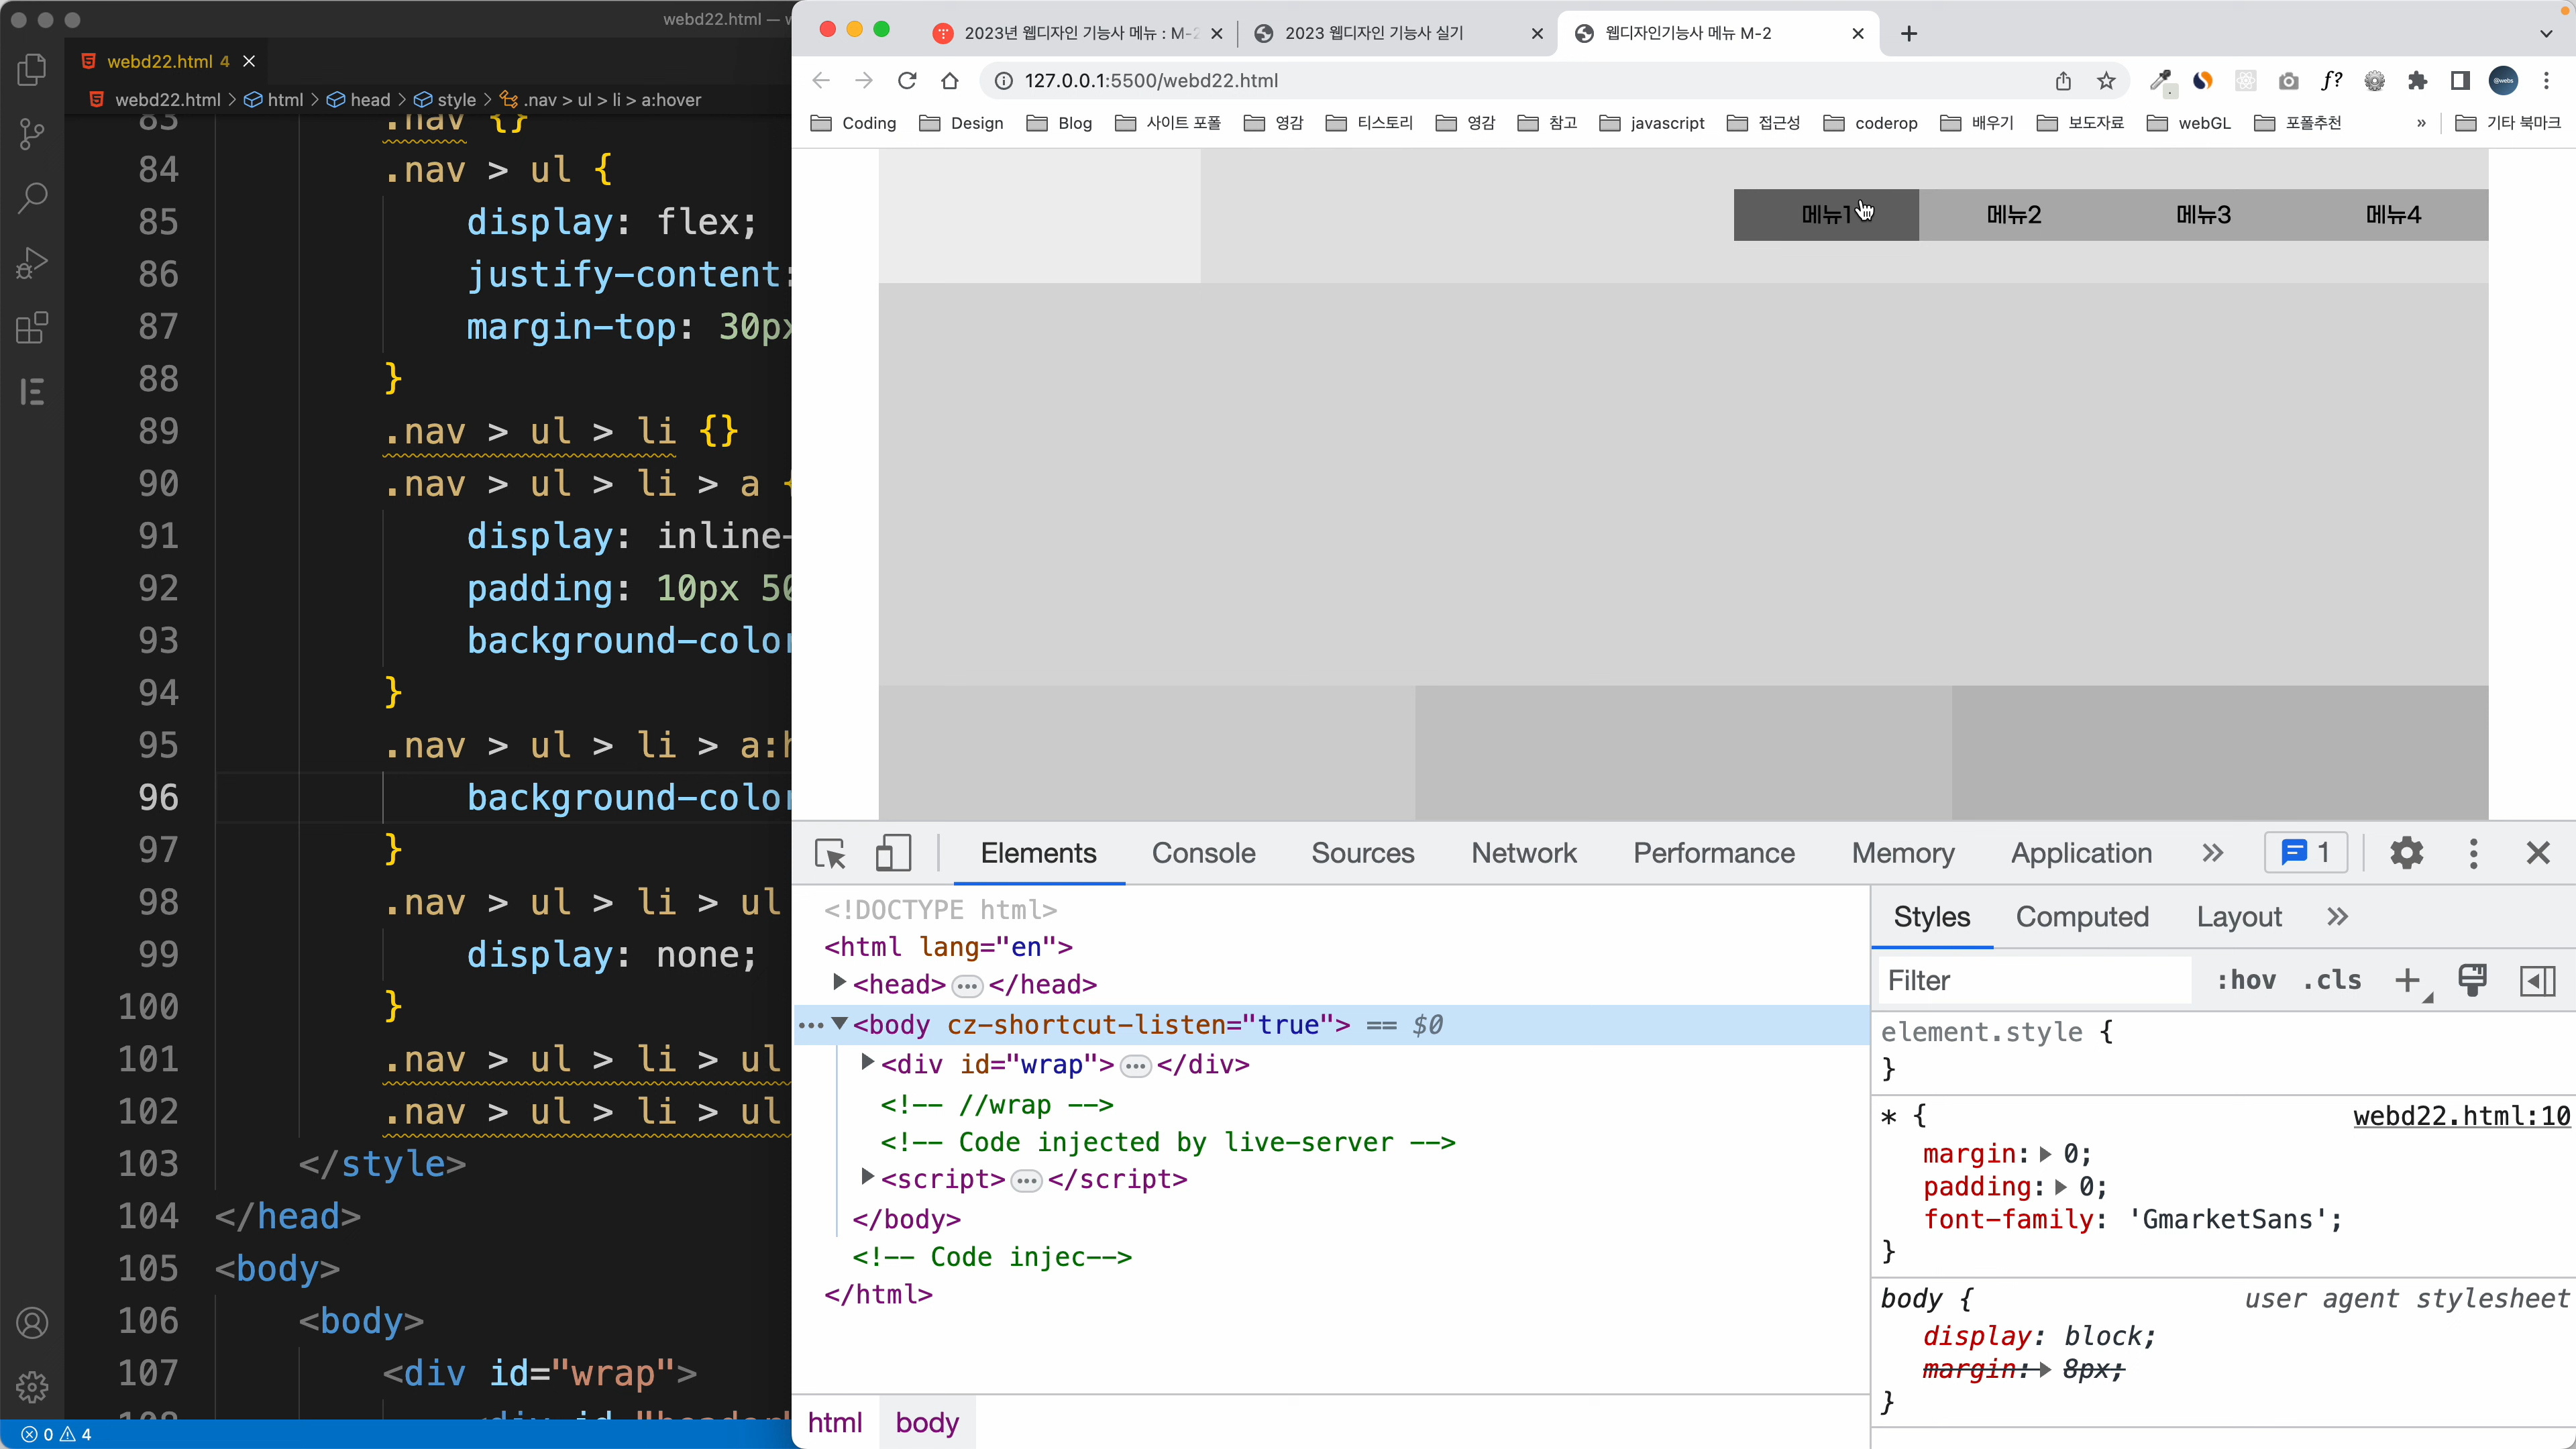 webd22.html — w
webd22.html 4
webd22.html > html > head > style > .nav > ul > li > a:hover
83 .nav {}
84 .nav > ul {
85 display: flex;
86 justify-content:
87 margin-top: 30px
88 }
89 .nav > ul > li {}
90 .nav > ul > li > a {
91 display: inline-
92 padding: 10px 50
93 background-color
94 }
95 .nav > ul > li > a:h
96 background-color
97 }
98 .nav > ul > li > ul
99 display: none;
100 }
101 .nav > ul > li > ul
102 .nav > ul > li > ul
103 </style>
104 </head>
105 <body>
106 <body>
107 <div id="wrap">
108 <div id="header"
0 4
2023년 웹디자인 기능사 메뉴 : M-2
2023 웹디자인 기능사 실기
웹디자인기능사 메뉴 M-2
127.0.0.1:5500/webd22.html
f?
Coding Design Blog 사이트 포폴 영감 티스토리 영감 참고 javascript 접근성 coderop 배우기 보도자료 webGL 포폴추천 » 기타 북마크
메뉴1 메뉴2 메뉴3 메뉴4
Elements Console Sources Network Performance Memory Application » 1
<!DOCTYPE html>
<html lang="en">
<head>…</head>
<body cz-shortcut-listen="true"> == $0
<div id="wrap">…</div>
<!-- //wrap -->
<!-- Code injected by live-server -->
<script>…</script>
</body>
<!-- Code injec-->
</html>
html body
Styles Computed Layout »
Filter :hov .cls +
element.style {
}
* { webd22.html:10
margin: 0;
padding: 0;
font-family: 'GmarketSans';
}
body { user agent stylesheet
display: block;
margin: 8px;
}